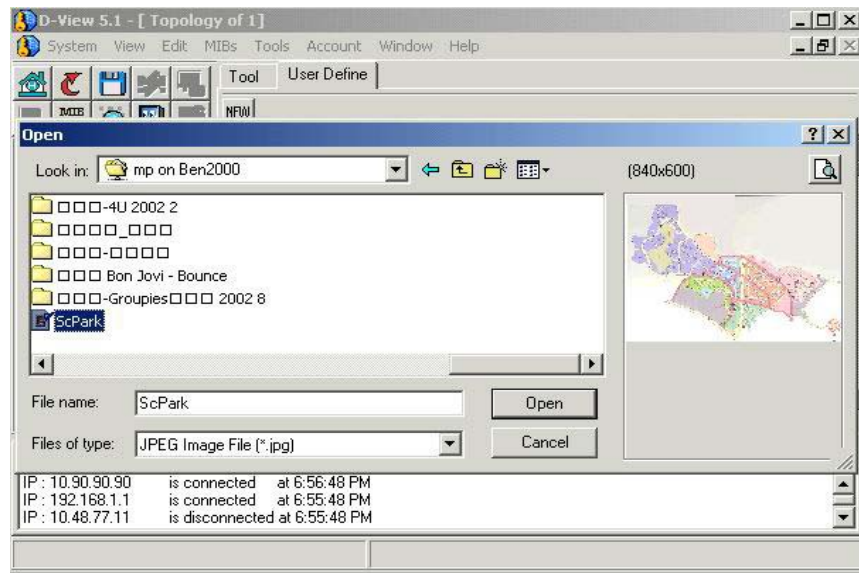 D-View 5.1 - [ Topology of 1]
System View Edit MIBs Tools Account Window Help
Tool User Define
MIB NEW
Open
Look in: mp on Ben2000 (840x600)
□□□-4U 2002 2
□□□□_□□□
□□□-□□□□
□□□ Bon Jovi - Bounce
□□□-Groupies□□□ 2002 8
ScPark
File name: ScPark Open
Files of type: JPEG Image File (*.jpg) Cancel
IP : 10.90.90.90 is connected at 6:56:48 PM
IP : 192.168.1.1 is connected at 6:55:48 PM
IP : 10.48.77.11 is disconnected at 6:55:48 PM